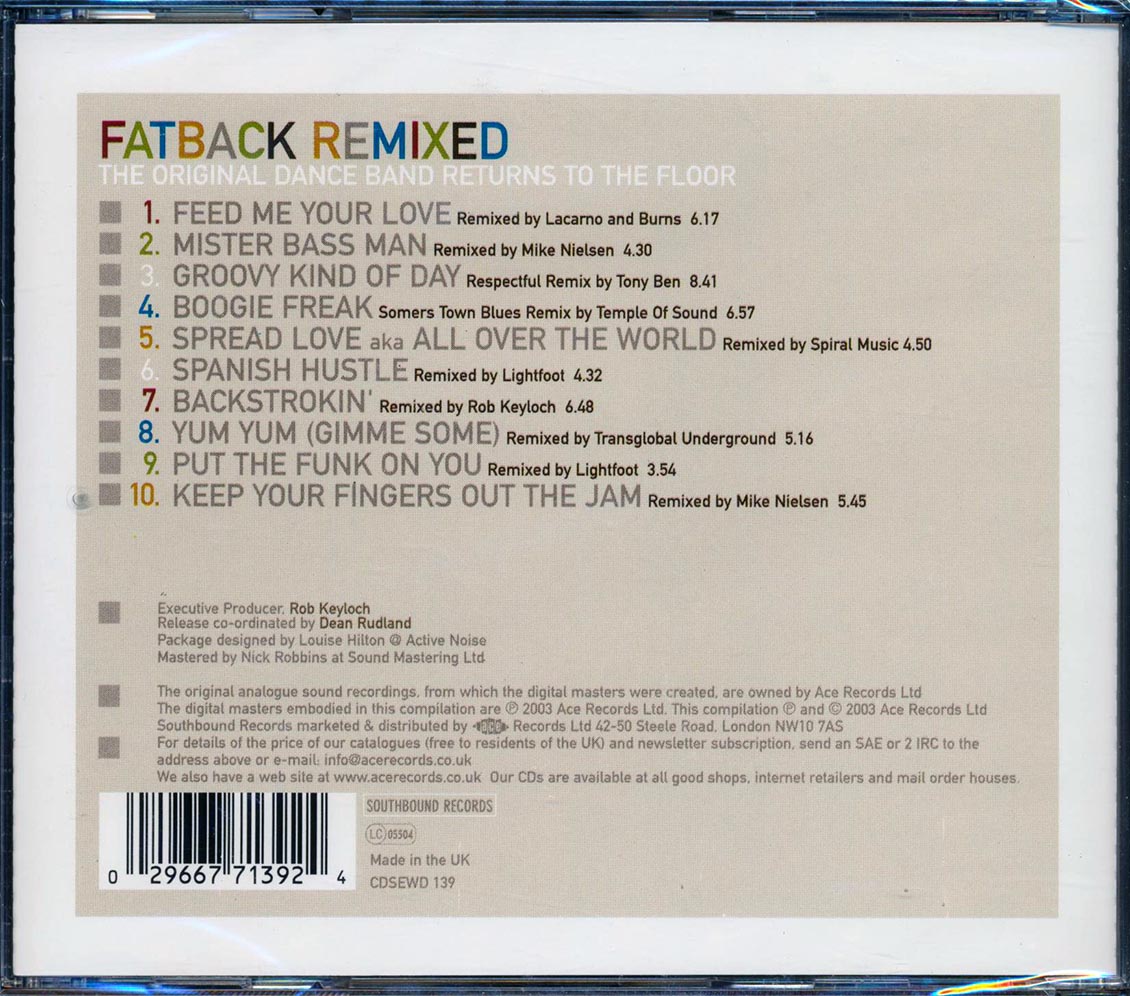 FATBACK REMIXED
THE ORIGINAL DANCE BAND RETURNS TO THE FLOOR
1. FEED ME YOUR LOVE Remixed by Lacarno and Burns 6.17
2. MISTER BASS MAN Remixed by Mike Nielsen 4.30
3. GROOVY KIND OF DAY Respectful Remix by Tony Ben 8.41
4. BOOGIE FREAK Somers Town Blues Remix by Temple Of Sound 6.57
5. SPREAD LOVE aka ALL OVER THE WORLD Remixed by Spiral Music 4.50
6. SPANISH HUSTLE Remixed by Lightfoot 4.32
7. BACKSTROKIN' Remixed by Rob Keyloch 6.48
8. YUM YUM (GIMME SOME) Remixed by Transglobal Underground 5.16
9. PUT THE FUNK ON YOU Remixed by Lightfoot 3.54
10. KEEP YOUR FINGERS OUT THE JAM Remixed by Mike Nielsen 5.45
Executive Producer. Rob Keyloch
Release co-ordinated by Dean Rudland
Package designed by Louise Hilton @ Active Noise
Mastered by Nick Robbins at Sound Mastering Ltd
The original analogue sound recordings, from which the digital masters were created, are owned by Ace Records Ltd
The digital masters embodied in this compilation are ℗ 2003 Ace Records Ltd. This compilation ℗ and © 2003 Ace Records Ltd
Southbound Records marketed & distributed by ACE Records Ltd 42-50 Steele Road, London NW10 7AS
For details of the price of our catalogues (free to residents of the UK) and newsletter subscription, send an SAE or 2 IRC to the
address above or e-mail: info@acerecords.co.uk
We also have a web site at www.acerecords.co.uk Our CDs are available at all good shops, internet retailers and mail order houses.
SOUTHBOUND RECORDS
LC 05504
Made in the UK
CDSEWD 139
0 29667 71392 4